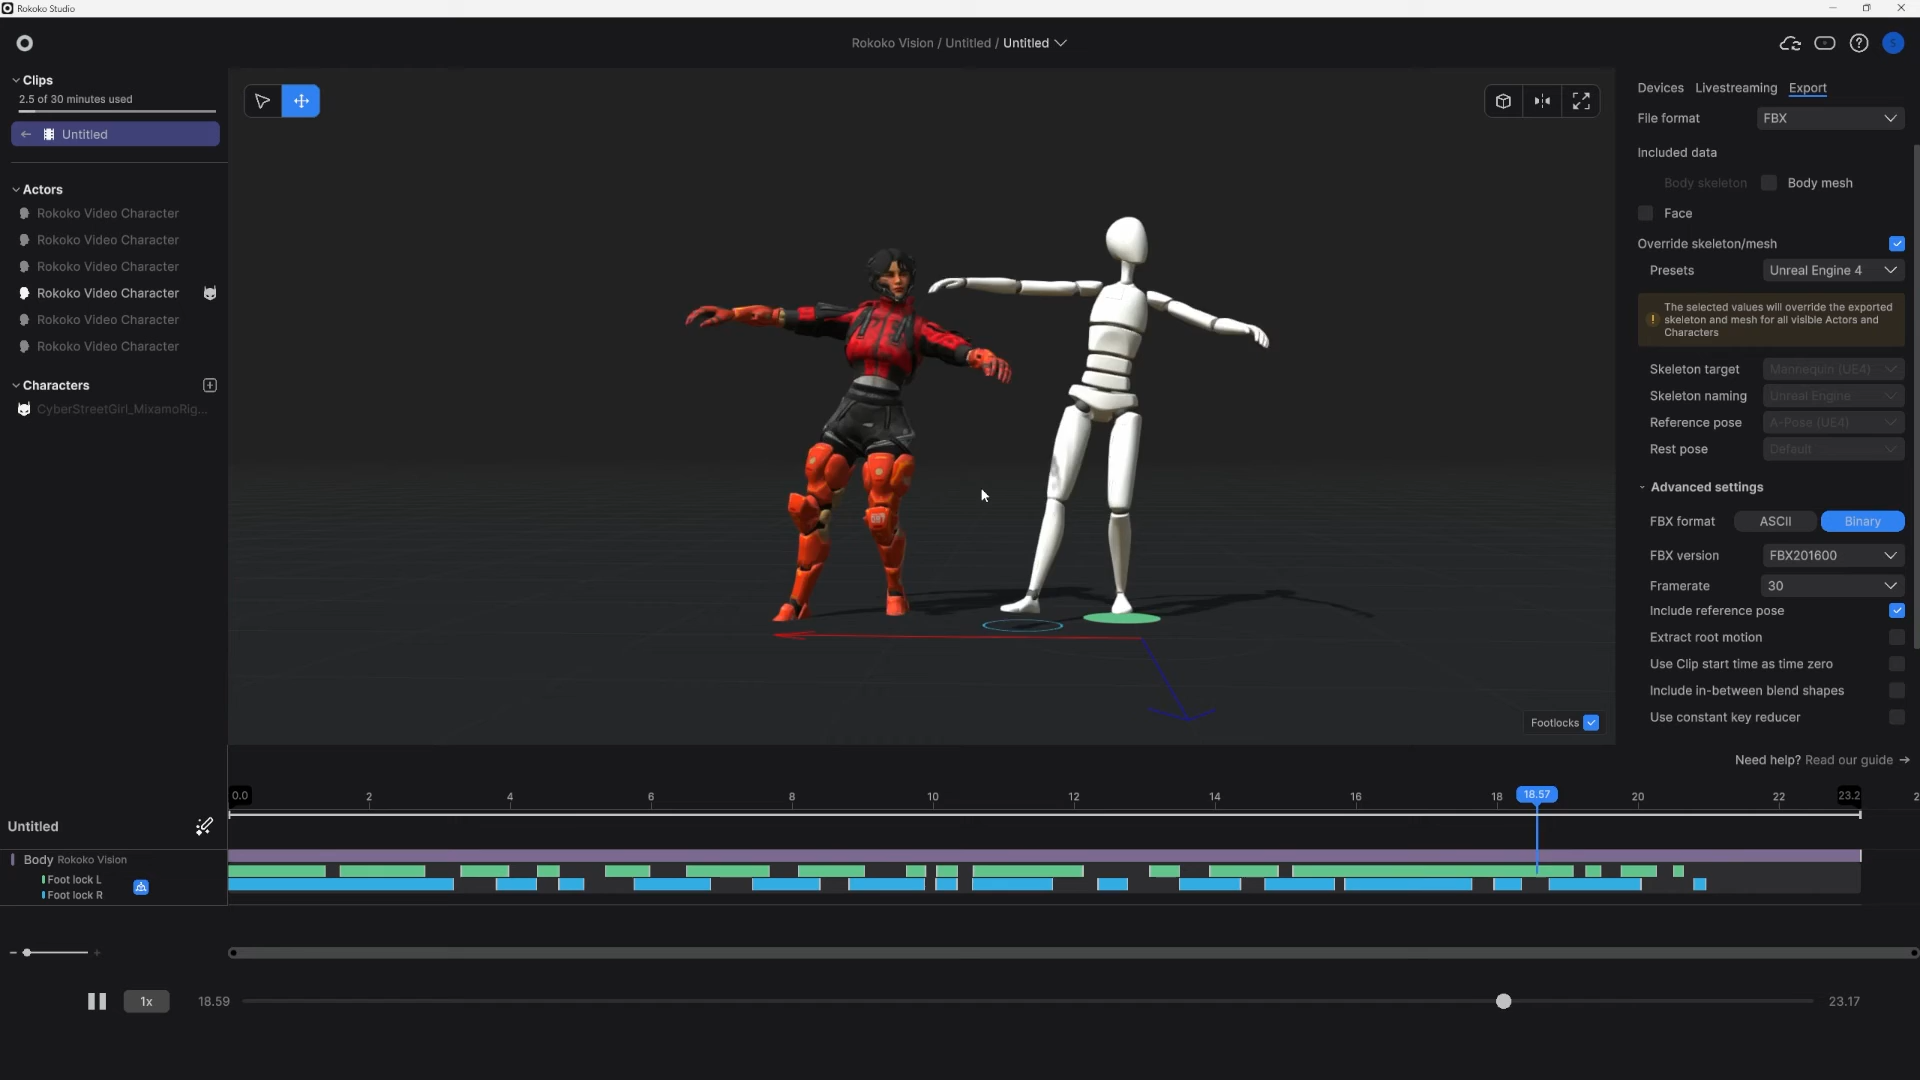 Rokoko Studio
Rokoko Vision / Untitled / Untitled
S
Clips
2.5 of 30 minutes used
Untitled
Actors
Rokoko Video Character
Rokoko Video Character
Rokoko Video Character
Rokoko Video Character
Rokoko Video Character
Rokoko Video Character
Characters
CyberStreetGirl_MixamoRig...
Devices Livestreaming Export
File format FBX
Included data
Body skeleton Body mesh
Face
Override skeleton/mesh
Presets Unreal Engine 4
The selected values will override the exported
skeleton and mesh for all visible Actors and
Characters
Skeleton target Mannequin (UE4)
Skeleton naming Unreal Engine
Reference pose A-Pose (UE4)
Rest pose Default
Advanced settings
FBX format ASCII Binary
FBX version FBX201600
Framerate 30
Include reference pose
Extract root motion
Use Clip start time as time zero
Include in-between blend shapes
Use constant key reducer
Footlocks
Need help? Read our guide →
0.0 2 4 6 8 10 12 14 16 18 18.57 20 22 23.2 2
Untitled
Body Rokoko Vision
Foot lock L
Foot lock R
1x 18.59 23.17